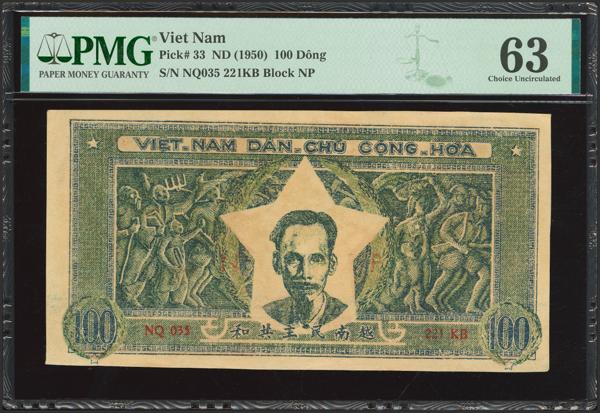 PMG
PAPER MONEY GUARANTY
Viet Nam
Pick# 33 ND (1950) 100 Dông
S/N NQ035 221KB Block NP
63
Choice Uncirculated
VIỆT-NAM DÂN-CHỦ CỘNG-HÒA
100
NQ 035
和共主民南越
221 KB
100